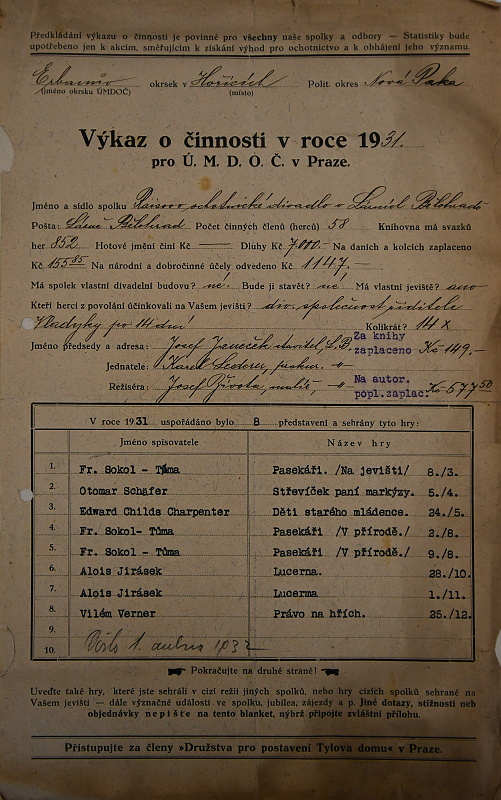 Předkládání výkazu o činnosti je povinné pro všechny naše spolky a odbory — Statistiky bude
upotřebeno jen k akcím, směřujícím k získání výhod pro ochotnictvo a k obhájení jeho významu.
Erbenův okrsek v Hořicích Polit. okres Nová Paka
(jméno okrsku ÚMDOČ) (místo)
Výkaz o činnosti v roce 1931.
pro Ú. M. D. O. Č. v Praze.
Jméno a sídlo spolku Raisovo ochotnické divadlo v Lázních Bělohradě
Pošta: Lázně Bělohrad Počet činných členů (herců) 58 Knihovna má svazků
her 852 Hotové jmění činí Kč — Dluhy Kč 7.000.— Na daních a kolcích zaplaceno
Kč 155.85 Na národní a dobročinné účely odvedeno Kč 1147.—
Má spolek vlastní divadelní budovu? ne. Bude ji stavět? ne Má vlastní jeviště? ano
Kteří herci z povolání účinkovali na Vašem jevišti? div. společnost ředitele
Vladyky po 14 dní Kolikrát? 14 x
Jméno předsedy a adresa: Josef Janeček stavitel, L.B. Za knihy
zaplaceno Kč 149.—
Jednatele: Karel
Režiséra: Josef Života, malíř, -"- Na autor.
popl.zaplac. Kč 577.50
V roce 1931 uspořádáno bylo 8 představení a sehrány tyto hry:
Jméno spisovatele Název hry
1. Fr. Sokol - Tůma Pasekáři. /Na jevišti/ 8./3.
2. Otomar Schäfer Střevíček paní markýzy. 5./4.
3. Edward Childs Charpenter Děti starého mládence. 24./5.
4. Fr. Sokol- Tůma Pasekáři /V přírodě./ 2./8.
5. Fr. Sokol - Tůma Pasekáři /V přírodě./ 9./8.
6. Alois Jirásek Lucerna. 28./10.
7. Alois Jirásek Lucerna 1./11.
8. Vilém Verner Právo na hřích. 25./12.
9.
10. Došlo 1. dubna 1932
Pokračujte na druhé straně!
Uveďte také hry, které jste sehráli v cizí režii jiných spolků, nebo hry cizích spolků sehrané na
Vašem jevišti — dále význačné události ve spolku, jubilea, zájezdy a p. Jiné dotazy, stížnosti neb
objednávky nepište na tento blanket, nýbrž připojte zvláštní přílohu.
Přistupujte za členy »Družstva pro postavení Tylova domu« v Praze.